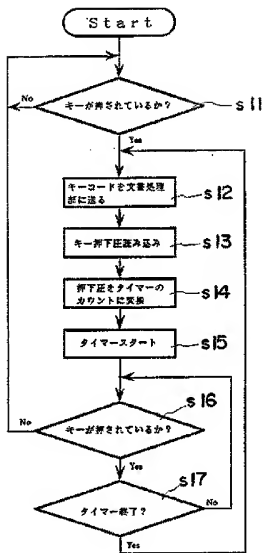 Start
No
キーが押されているか？
s11
Yes
キーコードを文書処理
部に送る
s12
キー押下圧読み込み
s13
押下圧をタイマーの
カウントに変換
s14
タイマースタート
s15
s16
No
キーが押されているか？
Yes
s17
タイマー終了？
No
Yes